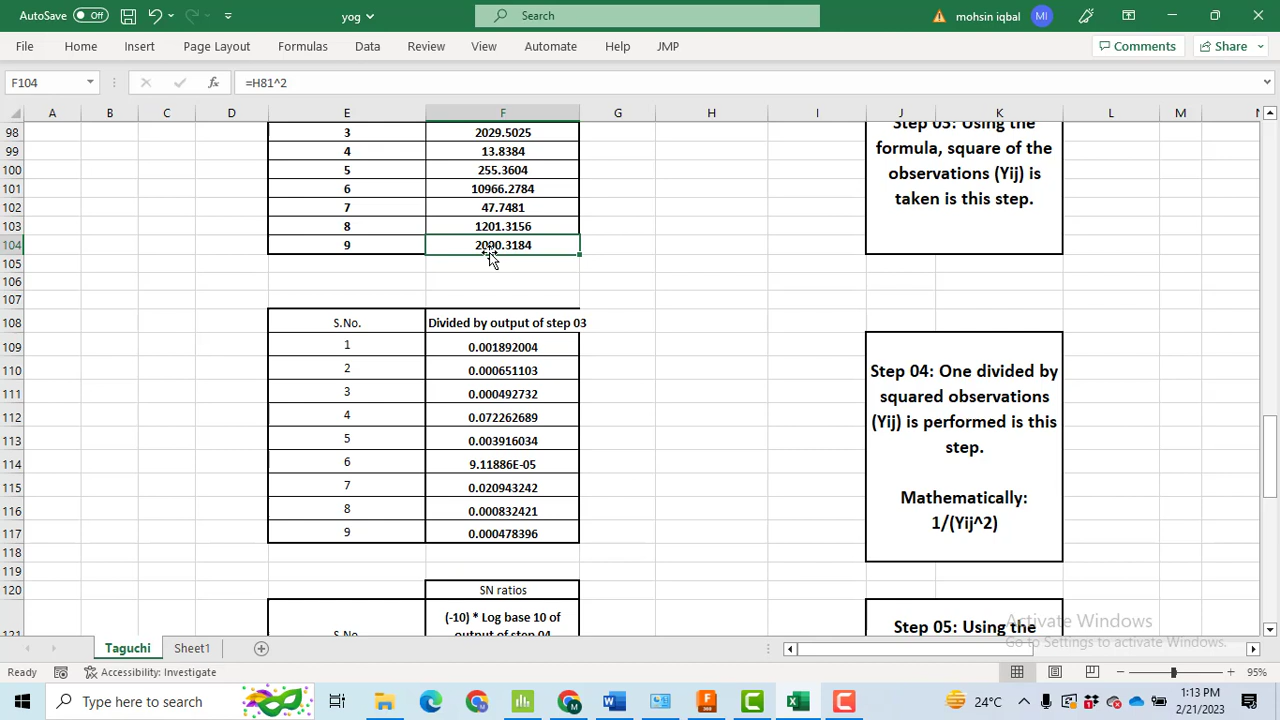 AutoSave Off yog Search mohsin iqbal MI
File Home Insert Page Layout Formulas Data Review View Automate Help JMP Comments Share
F104 fx =H81^2
A B C D E F G H I J K L M N
98 3 2029.5025
99 4 13.8384
100 5 255.3604
101 6 10966.2784
102 7 47.7481
103 8 1201.3156
104 9 2090.3184
105
106
107
108 S.No. Divided by output of step 03
109 1 0.001892004
110 2 0.000651103
111 3 0.000492732
112 4 0.072262689
113 5 0.003916034
114 6 9.11886E-05
115 7 0.020943242
116 8 0.000832421
117 9 0.000478396
118
119
120 SN ratios
121 S.No. (-10) * Log base 10 of
output of step 04
Step 03: Using the
formula, square of the
observations (Yij) is
taken is this step.
Step 04: One divided by
squared observations
(Yij) is performed is this
step.
Mathematically:
1/(Yij^2)
Step 05: Using the
Activate Windows
Go to Settings to activate Windows.
Taguchi Sheet1
Ready Accessibility: Investigate 95%
Type here to search 24°C 1:13 PM
2/21/2023